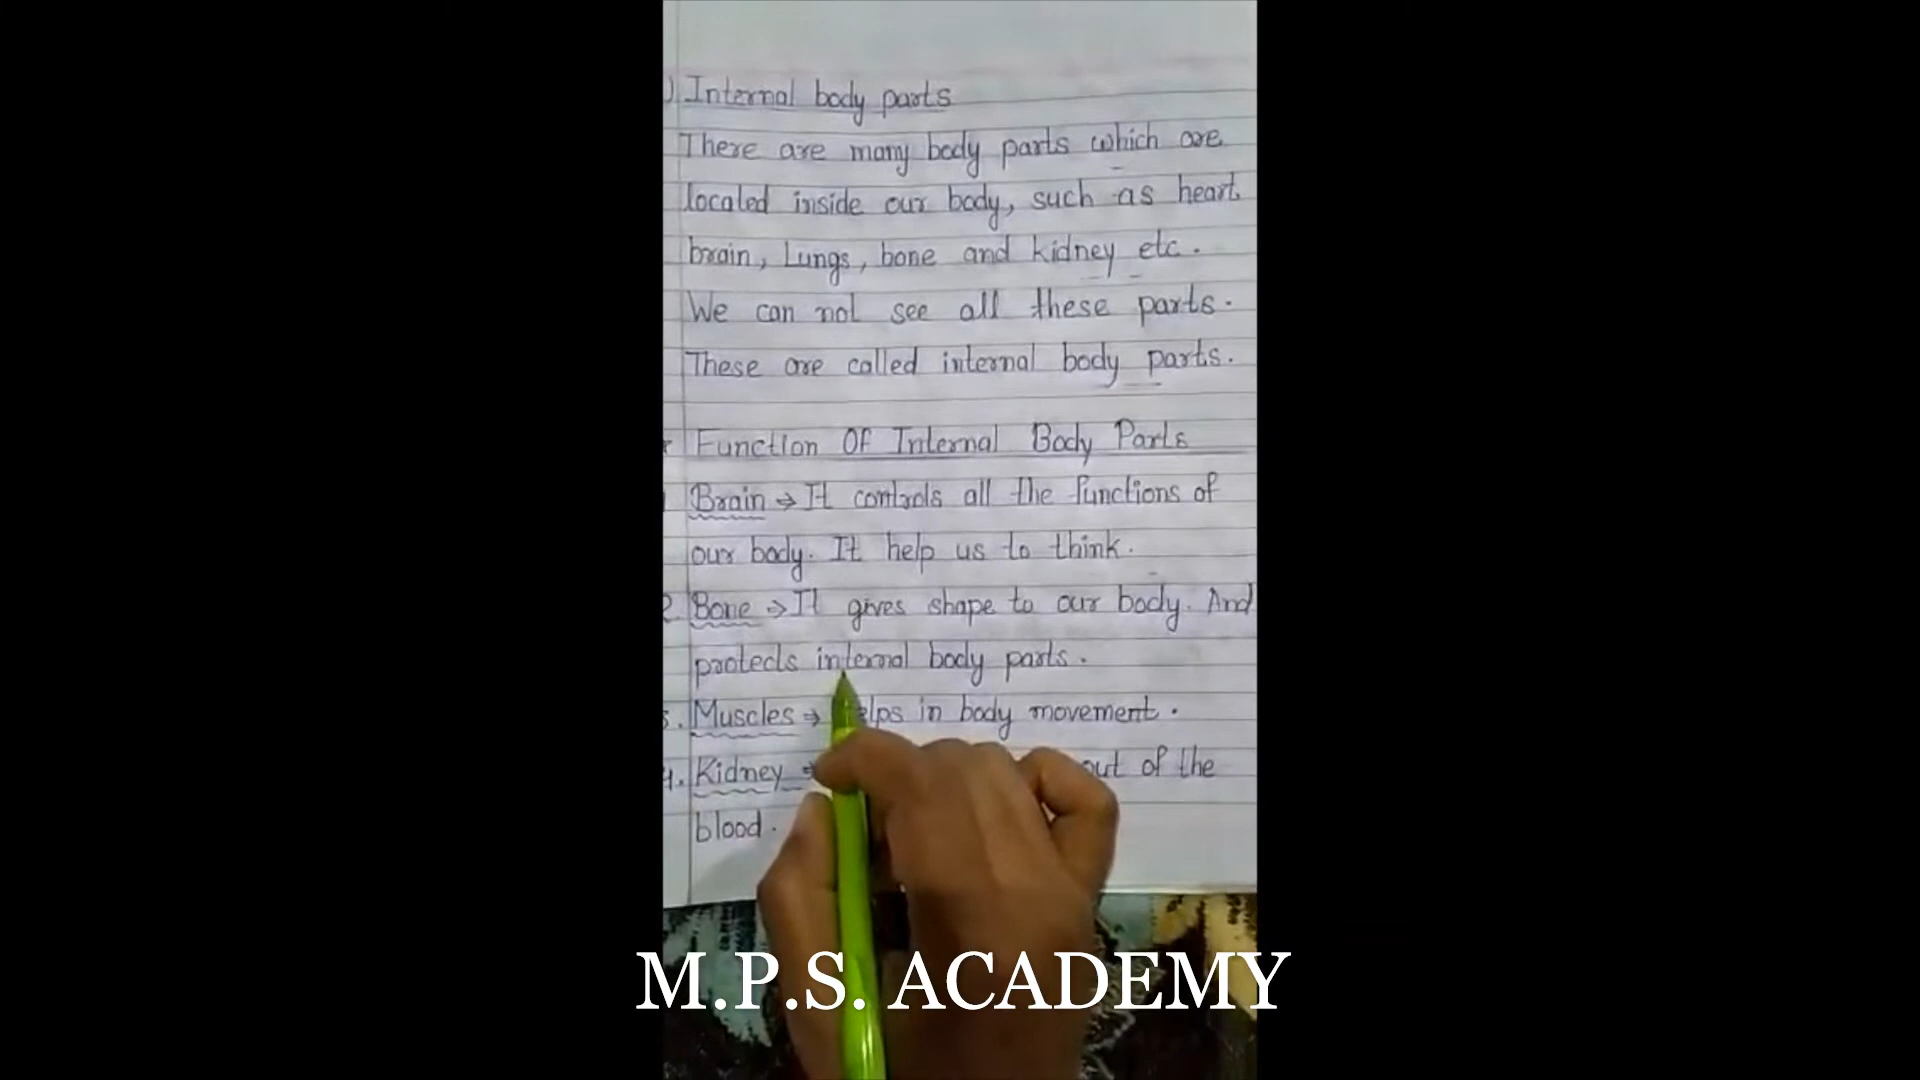 ) Internal body parts
There are many body parts which are
located inside our body, such as heart
brain, Lungs, bone and kidney etc.
We can not see all these parts.
These are called internal body parts.
Function Of Internal Body Parts
Brain ⇒ It controls all the functions of
our body. It help us to think.
2. Bone ⇒ It gives shape to our body. And
protects internal body parts.
3. Muscles ⇒ elps in body movement.
4. Kidney ⇒ out of the
blood.
M.P.S. ACADEMY